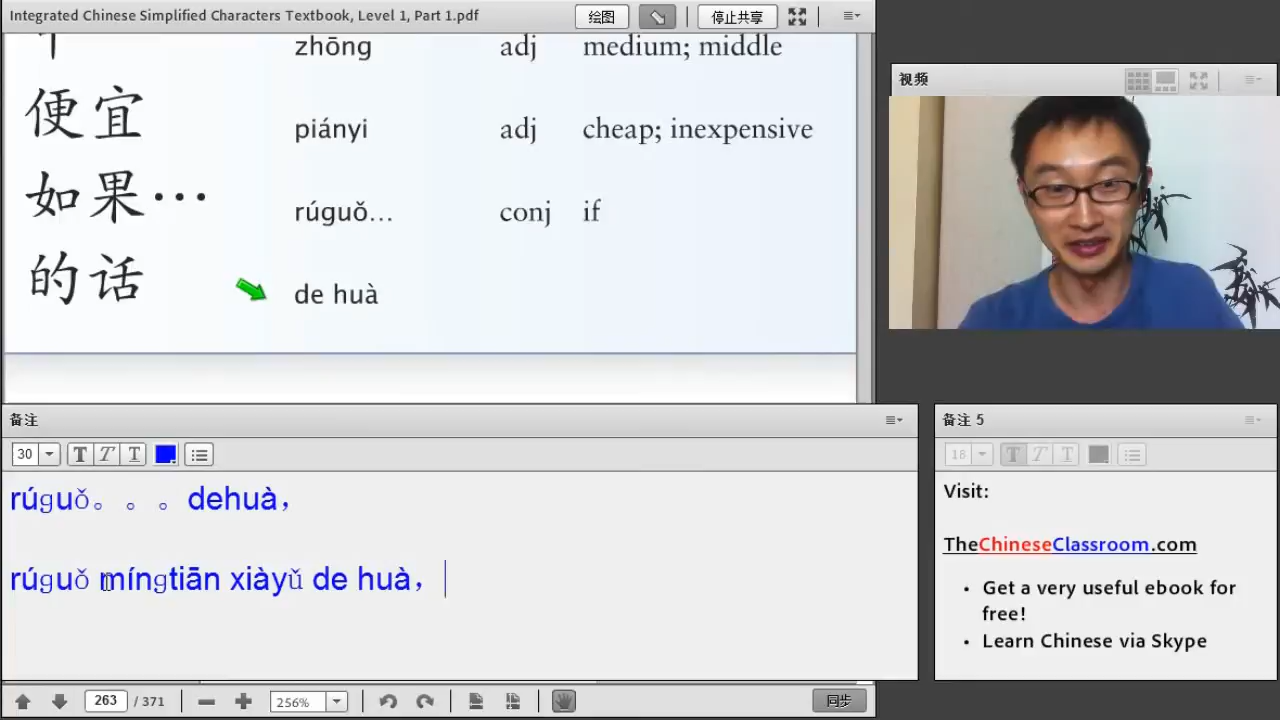 Integrated Chinese Simplified Characters Textbook, Level 1, Part 1.pdf
绘图
停止共享
zhōng adj medium; middle
便宜 piányi adj cheap; inexpensive
如果… rúguǒ... conj if
的话 de huà
视频
备注
30 T T T
rúguǒ。。。dehuà，
rúguǒ míngtiān xiàyǔ de huà，
263 / 371
256%
同步
备注 5
18 T T T
Visit:
TheChineseClassroom.com
• Get a very useful ebook for
free!
• Learn Chinese via Skype